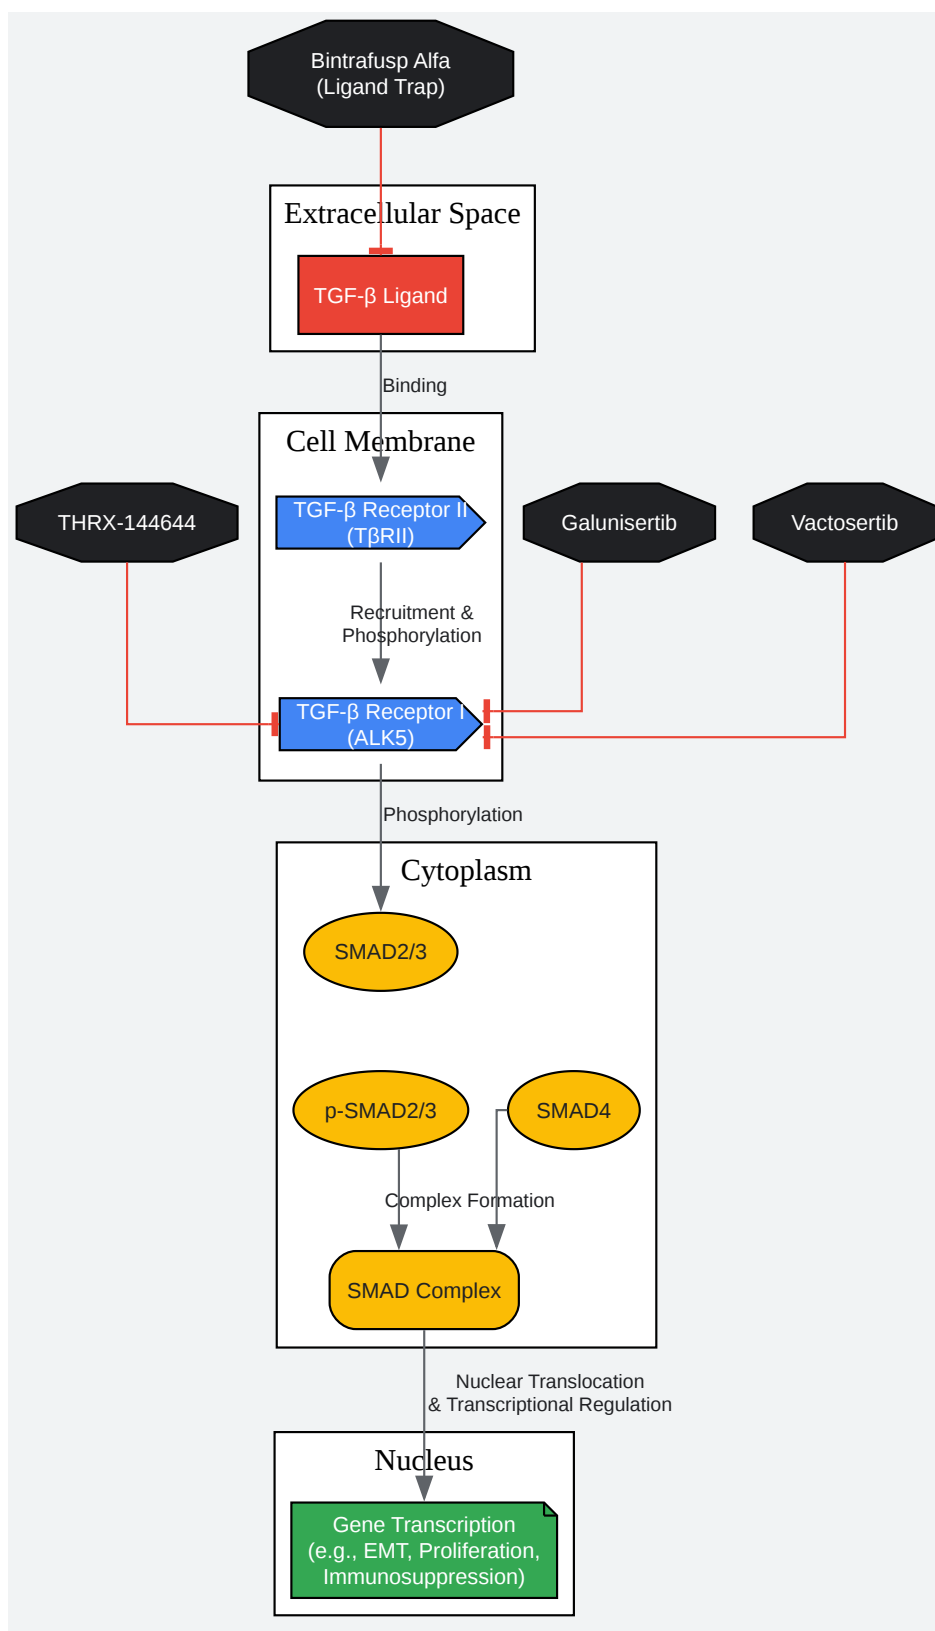 Bintrafusp Alfa
(Ligand Trap)
Extracellular Space
TGF-β Ligand
Binding
Cell Membrane
TGF-β Receptor II
(TβRII)
THRX-144644
Galunisertib
Vactosertib
Recruitment &
Phosphorylation
TGF-β Receptor I
(ALK5)
Phosphorylation
Cytoplasm
SMAD2/3
p-SMAD2/3
SMAD4
Complex Formation
SMAD Complex
Nuclear Translocation
& Transcriptional Regulation
Nucleus
Gene Transcription
(e.g., EMT, Proliferation,
Immunosuppression)